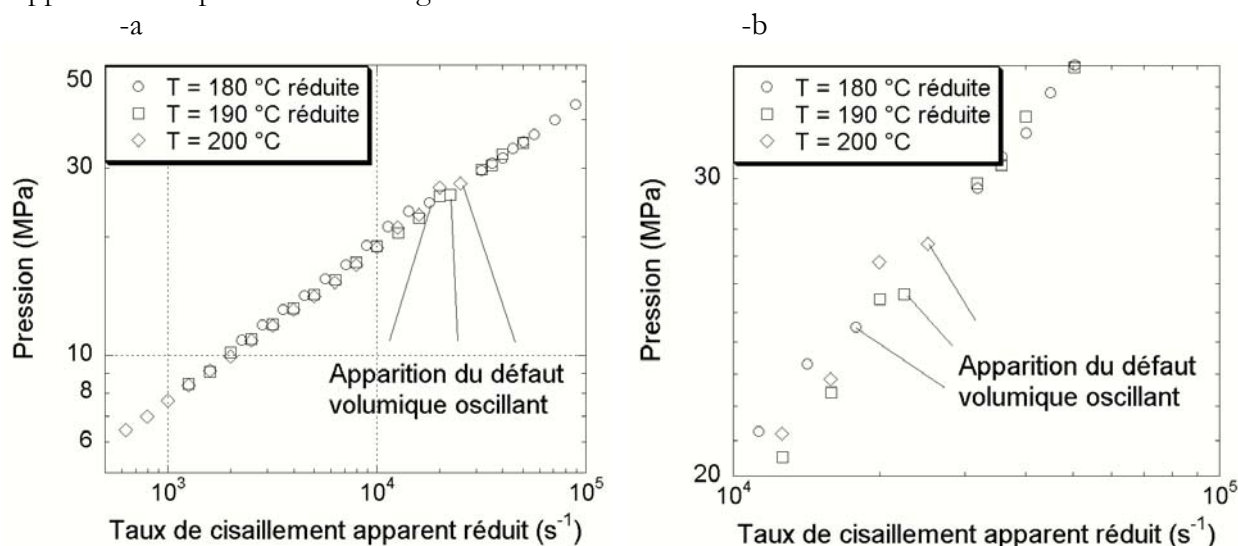 -a
-b
50
T = 180 °C réduite
T = 190 °C réduite
T = 200 °C
30
10
8
6
Pression (MPa)
Apparition du défaut
volumique oscillant
10³
10⁴
10⁵
Taux de cisaillement apparent réduit (s⁻¹)
T = 180 °C réduite
T = 190 °C réduite
T = 200 °C
30
20
Pression (MPa)
Apparition du défaut
volumique oscillant
10⁴
10⁵
Taux de cisaillement apparent réduit (s⁻¹)